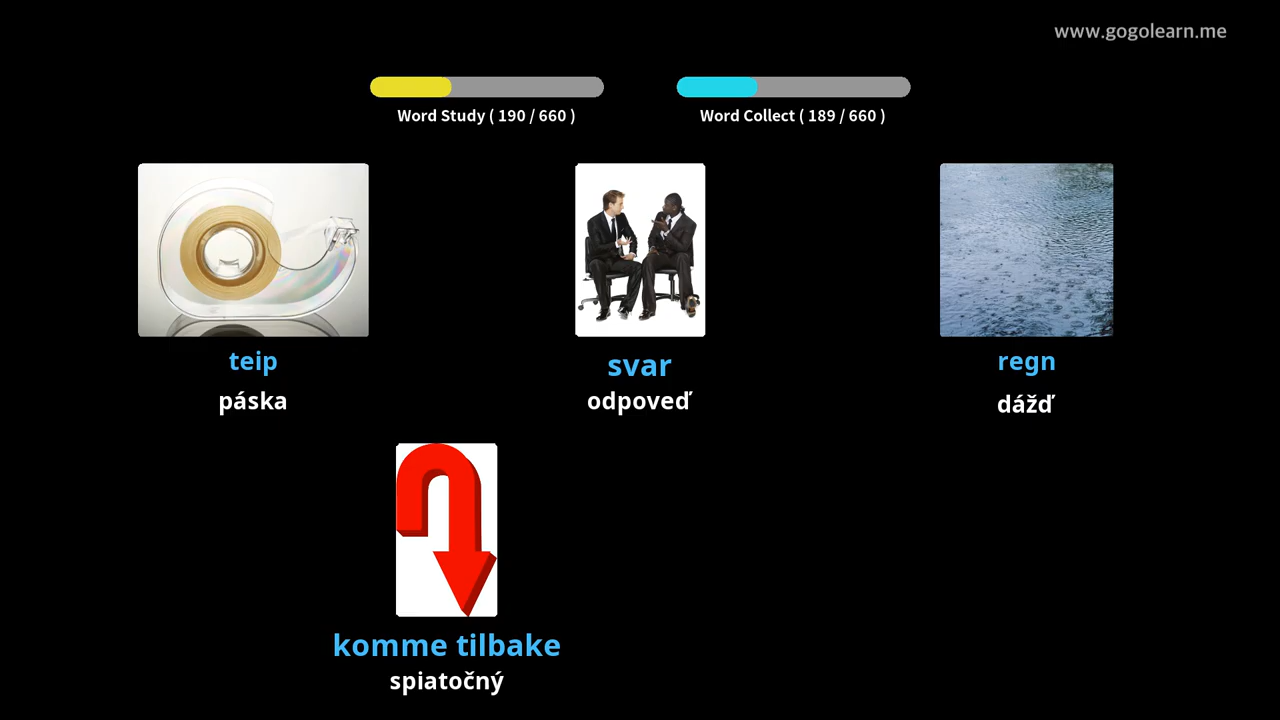 www.gogolearn.me
Word Study ( 190 / 660 )
Word Collect ( 189 / 660 )
teip
páska
svar
odpoveď
regn
dážď
komme tilbake
spiatočný